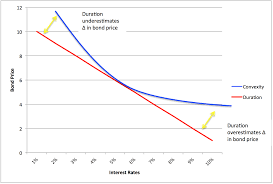 12
10
8
6
4
2
0
Bond Price
Duration
underestimates
Δ in bond price
Convexity
Duration
Duration
overestimates Δ
in bond price
1%
2%
3%
4%
5%
6%
7%
8%
9%
10%
Interest Rates